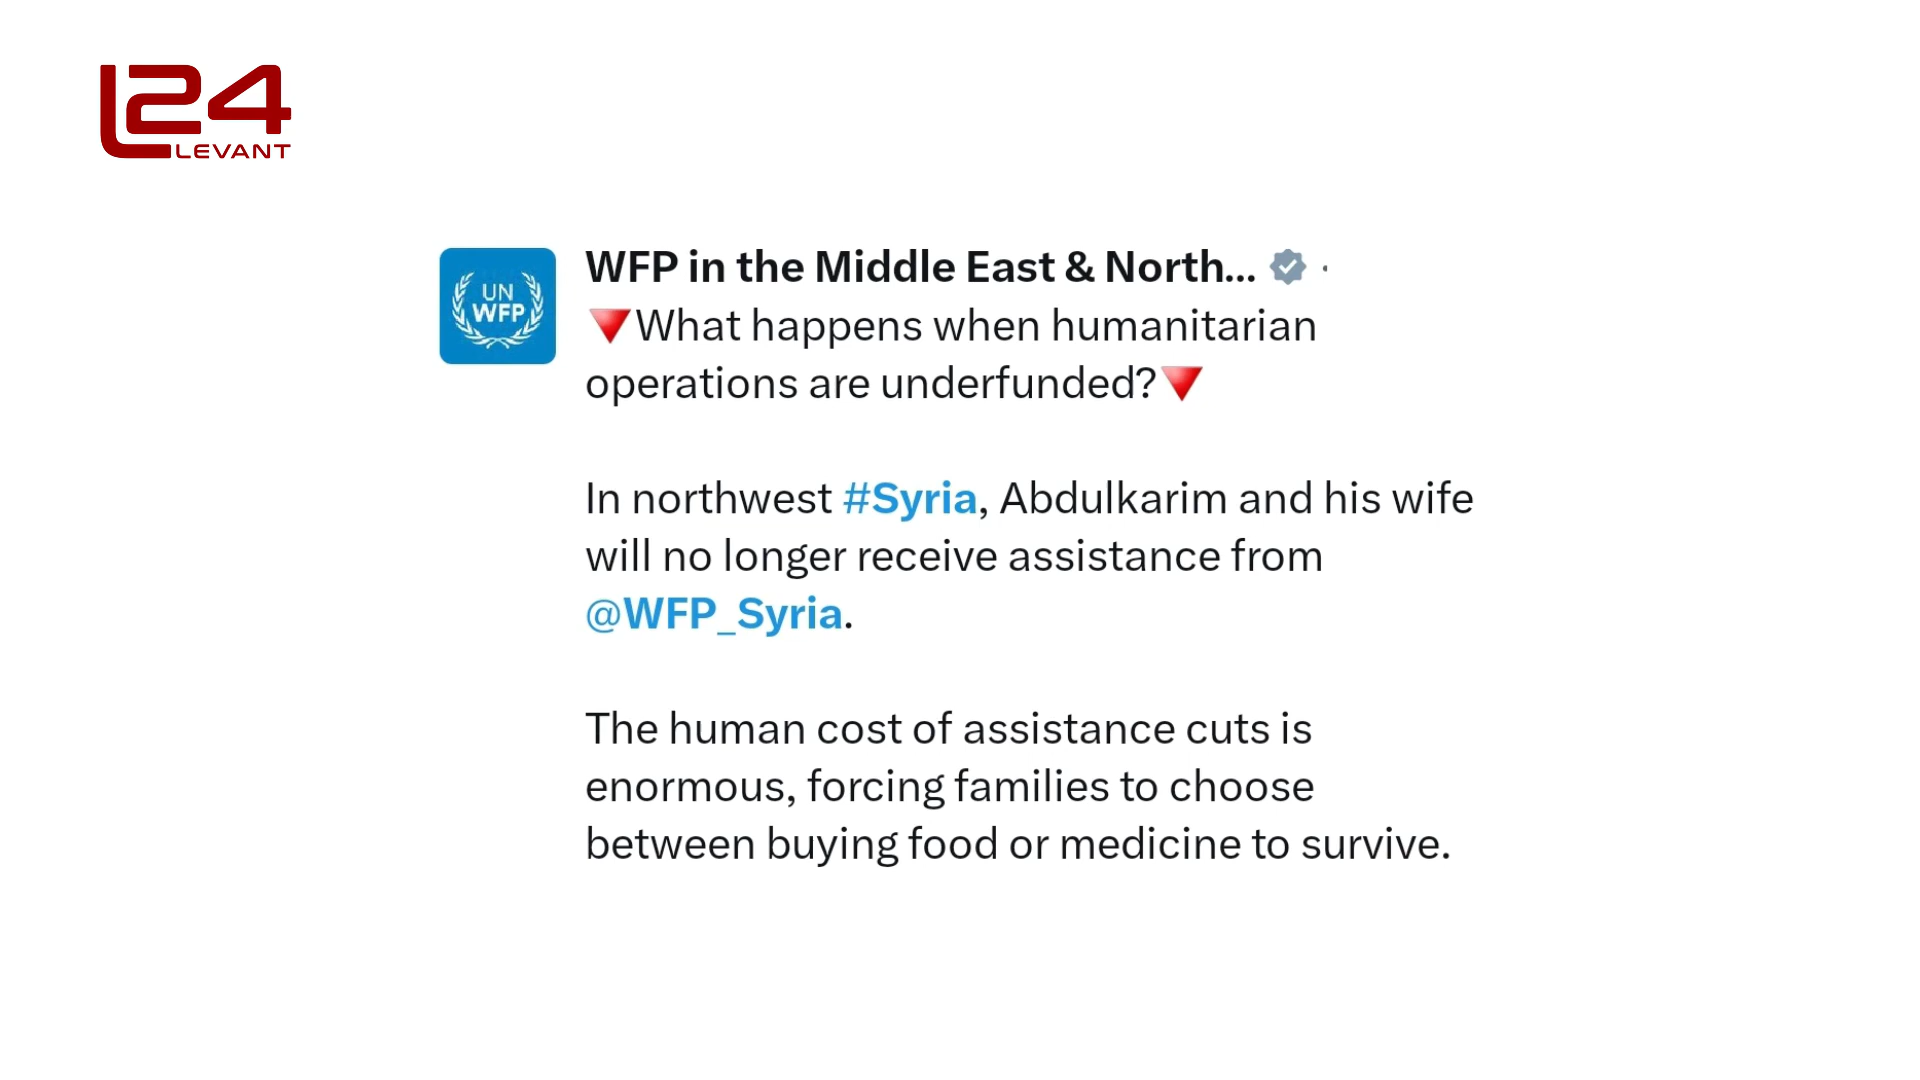 L24
LEVANT
UN
WFP
WFP in the Middle East & North... ·
🔻What happens when humanitarian
operations are underfunded?🔻
In northwest #Syria, Abdulkarim and his wife
will no longer receive assistance from
@WFP_Syria.
The human cost of assistance cuts is
enormous, forcing families to choose
between buying food or medicine to survive.